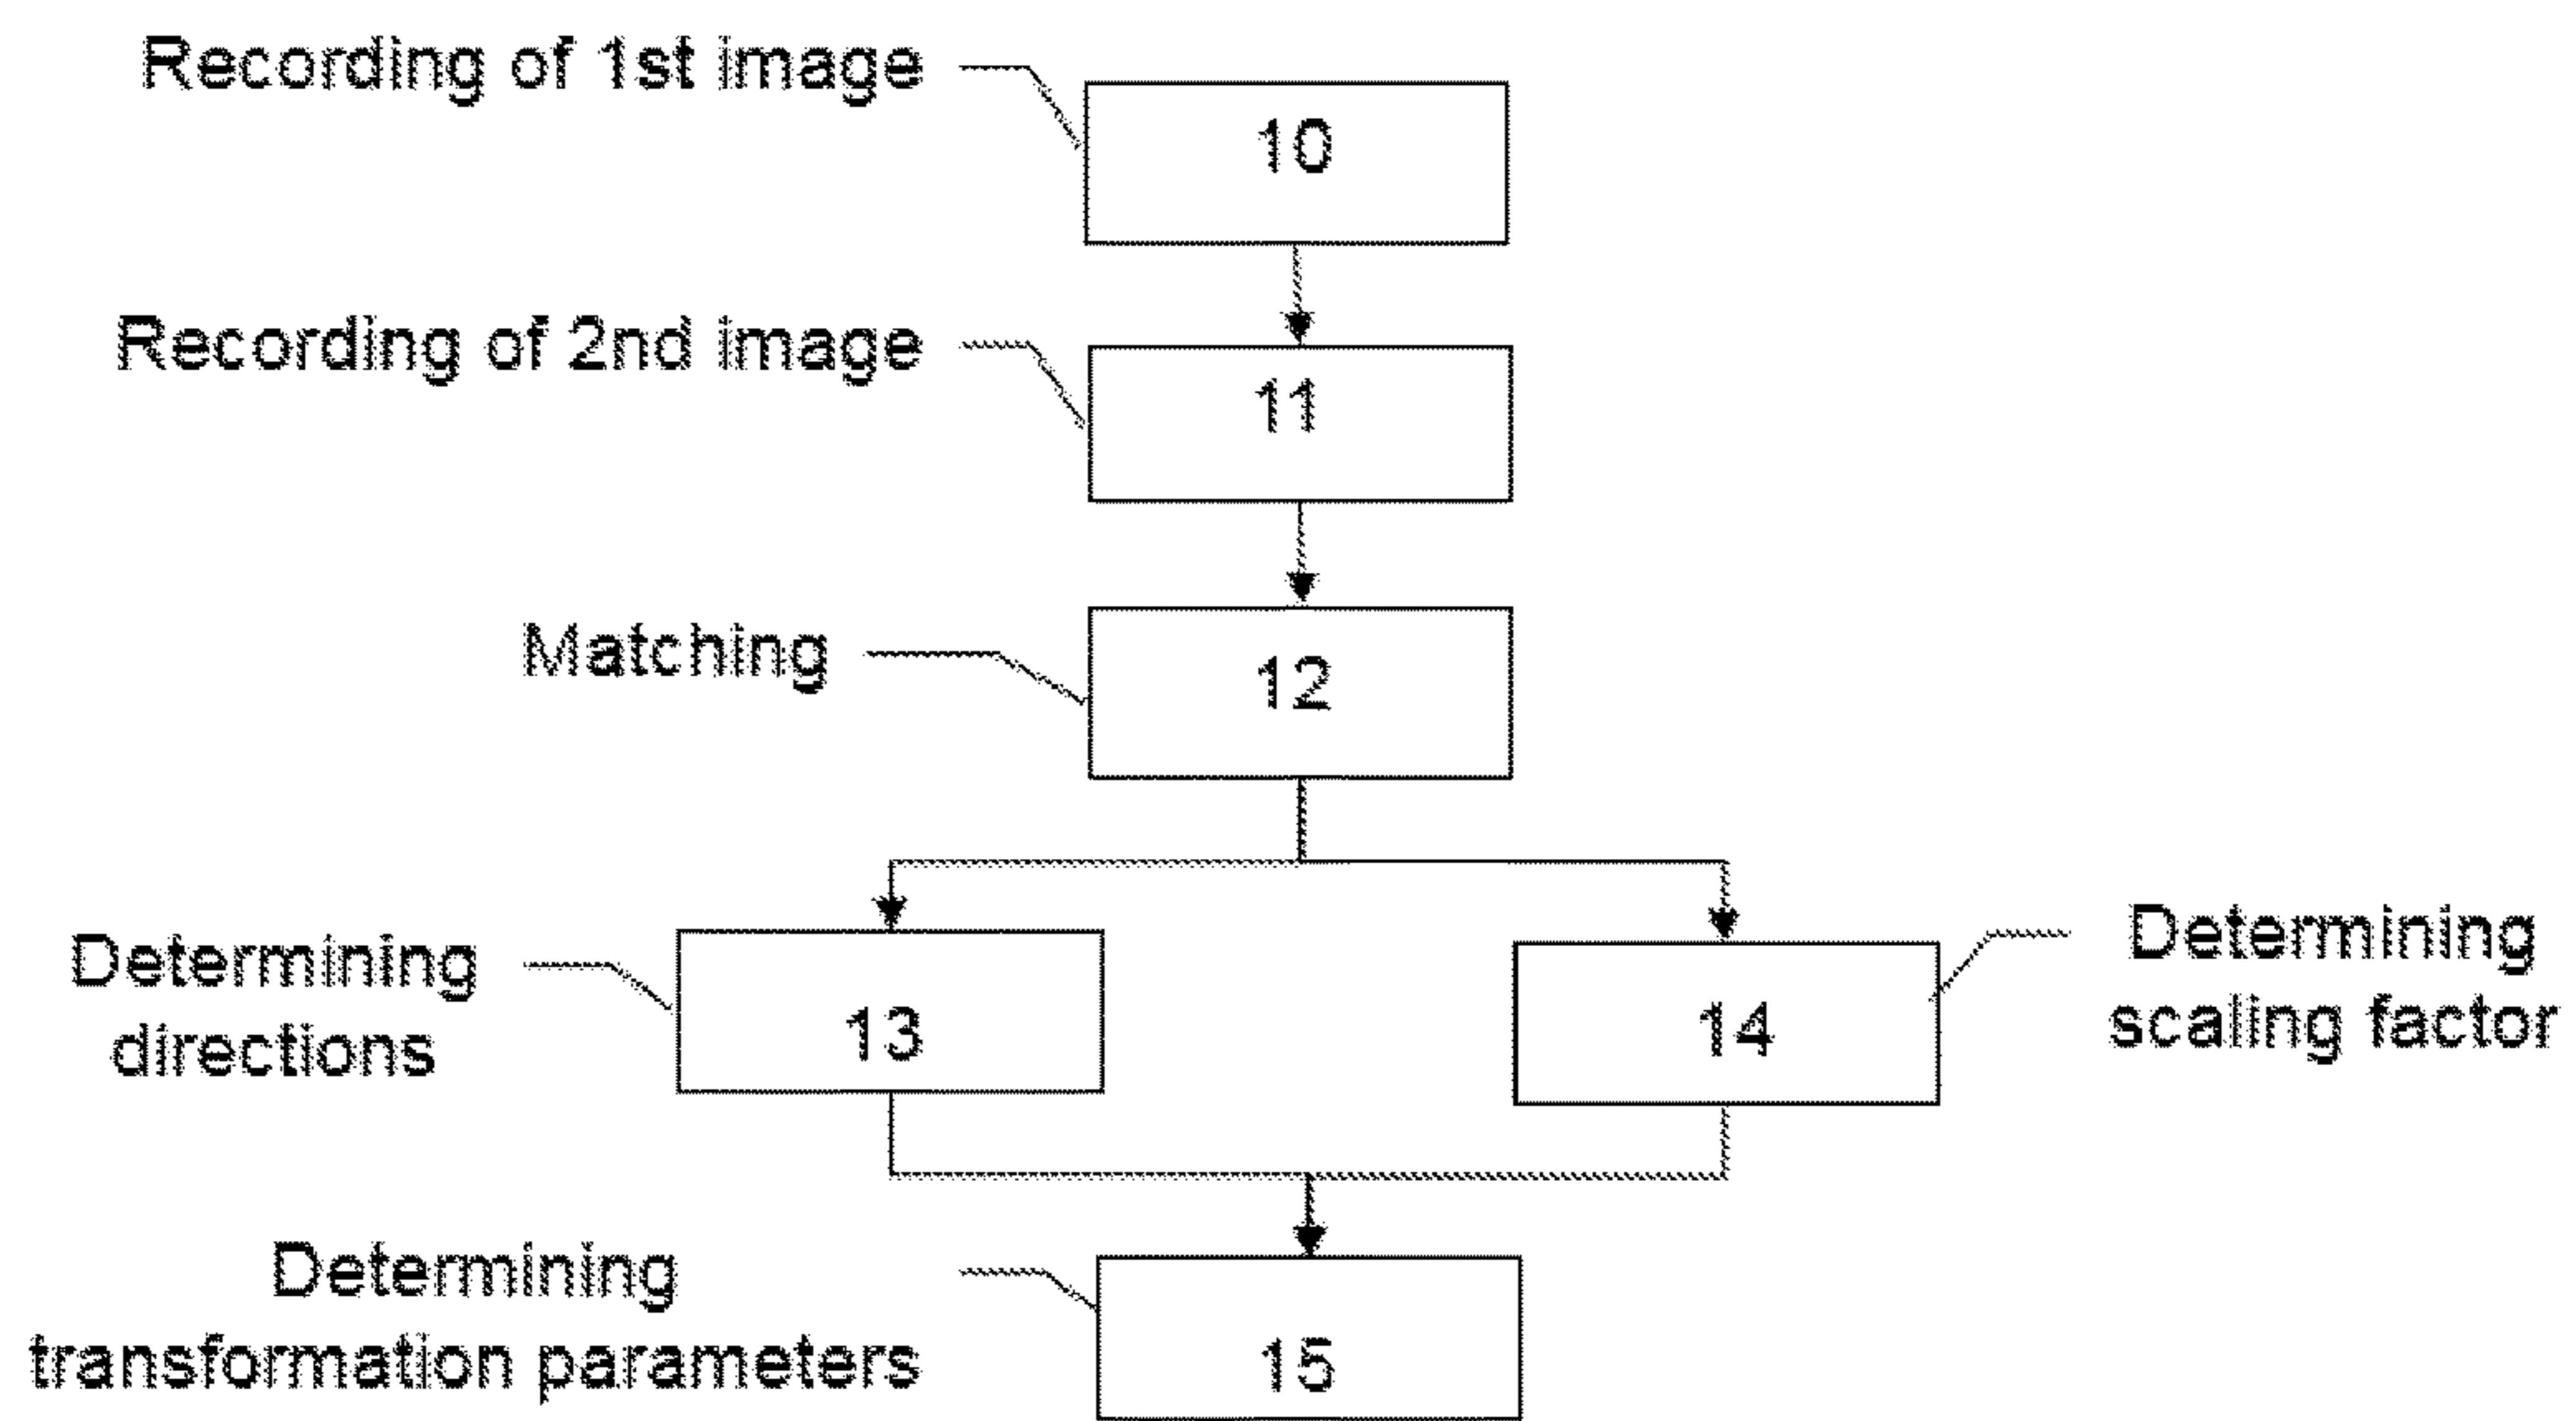 Recording of 1st image
10
Recording of 2nd image
11
Matching
12
Determining
directions
13
14
Determining
scaling factor
Determining
transformation parameters
15